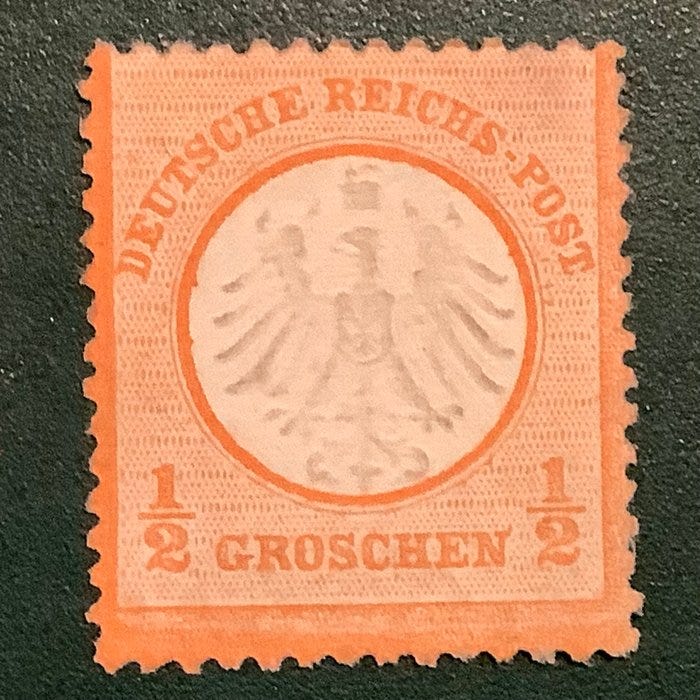 DEUTSCHE REICHS-POST
1/2 GROSCHEN 1/2